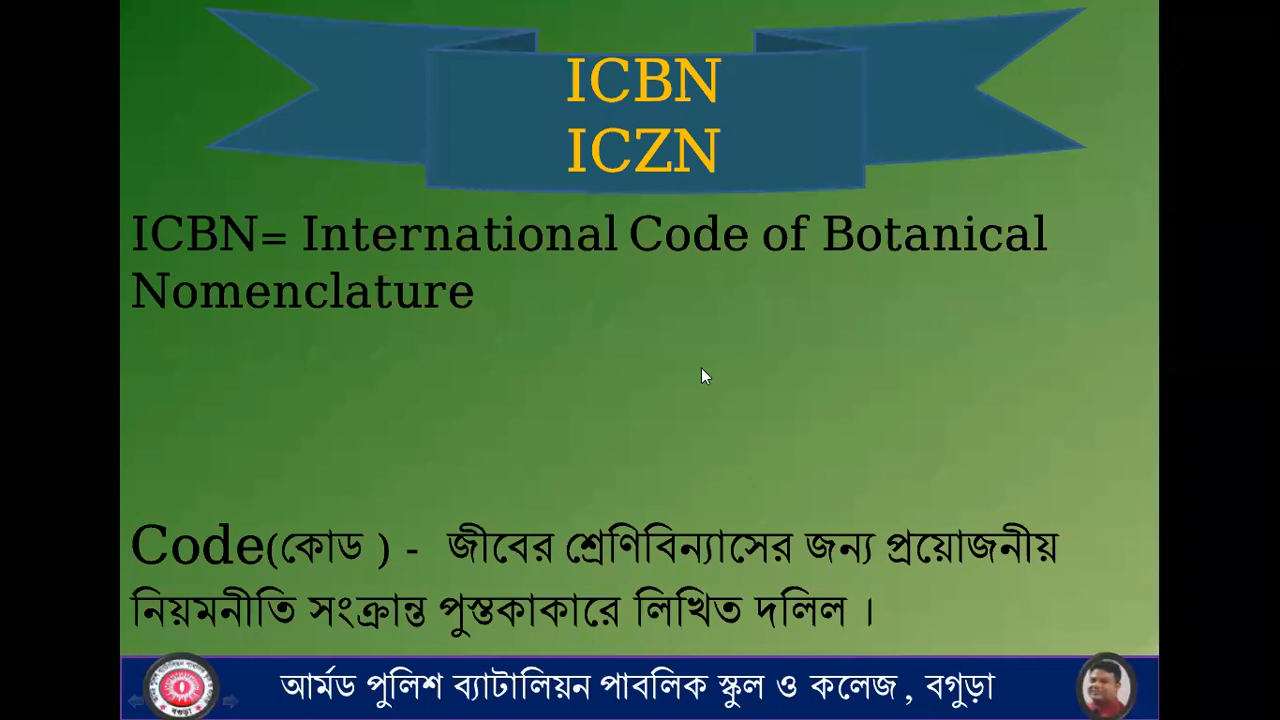 ICBN
ICZN
ICBN= International Code of Botanical
Nomenclature
Code(কোড ) - জীবের শ্রেণিবিন্যাসের জন্য প্রয়োজনীয়
নিয়মনীতি সংক্রান্ত পুস্তকাকারে লিখিত দলিল ।
আর্মড পুলিশ ব্যাটালিয়ন পাবলিক স্কুল ও কলেজ , বগুড়া
বগুড়া